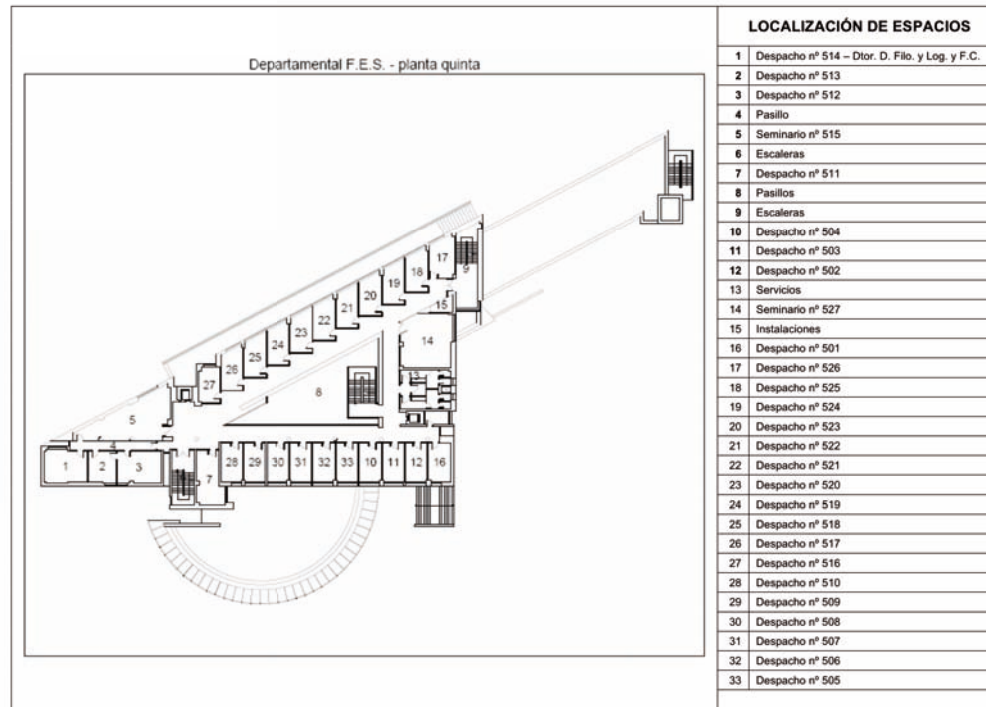 LOCALIZACIÓN DE ESPACIOS
Departamental F.E.S. - planta quinta
1 Despacho nº 514 – Dtor. D. Filo. y Log. y F.C.
2 Despacho nº 513
3 Despacho nº 512
4 Pasillo
5 Seminario nº 515
6 Escaleras
7 Despacho nº 511
8 Pasillos
9 Escaleras
10 Despacho nº 504
11 Despacho nº 503
12 Despacho nº 502
13 Servicios
14 Seminario nº 527
15 Instalaciones
16 Despacho nº 501
17 Despacho nº 526
18 Despacho nº 525
19 Despacho nº 524
20 Despacho nº 523
21 Despacho nº 522
22 Despacho nº 521
23 Despacho nº 520
24 Despacho nº 519
25 Despacho nº 518
26 Despacho nº 517
27 Despacho nº 516
28 Despacho nº 510
29 Despacho nº 509
30 Despacho nº 508
31 Despacho nº 507
32 Despacho nº 506
33 Despacho nº 505
17
9
18
19
15
20
21
22
14
23
24
25
26
13
27
8
5
4
1 2 3 7 28 29 30 31 32 33 10 11 12 16